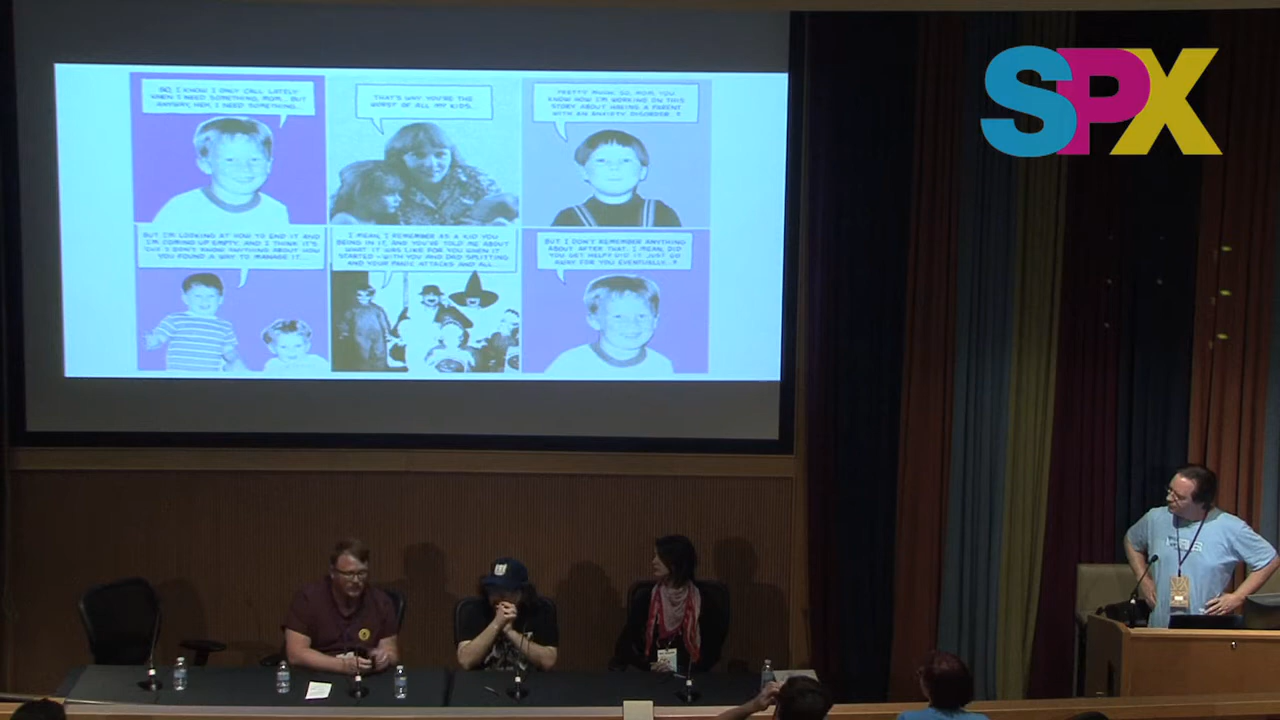 SPX
SO, I KNOW I ONLY CALL LATELY
WHEN I NEED SOMETHING, MOM... BUT
ANYWAY, HEY, I NEED SOMETHING...
THAT'S WHY YOU'RE THE
WORST OF ALL MY KIDS.
PRETTY MUCH. SO, MOM, YOU
KNOW HOW I'M WORKING ON THIS
STORY ABOUT HAVING A PARENT
WITH AN ANXIETY DISORDER..?
BUT I'M LOOKING AT HOW TO END IT AND
I'M COMING UP EMPTY, AND I THINK IT'S
I DON'T KNOW ANYTHING ABOUT HOW
YOU FOUND A WAY TO MANAGE IT...
I MEAN, I REMEMBER AS A KID YOU
BEING IN IT, AND YOU'VE TOLD ME ABOUT
WHAT IT WAS LIKE FOR YOU WHEN IT
STARTED – WITH YOU AND DAD SPLITTING
AND YOUR PANIC ATTACKS AND ALL...
BUT I DON'T REMEMBER ANYTHING
ABOUT AFTER THAT. I MEAN, DID
YOU GET HELP? DID IT JUST GO
AWAY FOR YOU EVENTUALLY..?